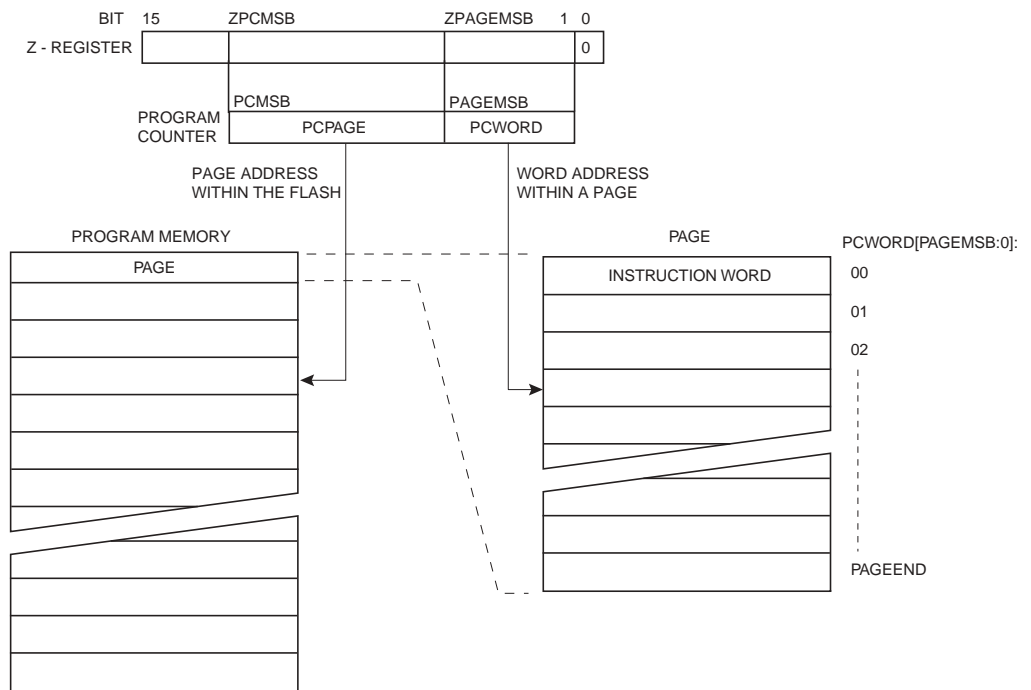 BIT 15 ZPCMSB ZPAGEMSB 1 0
Z - REGISTER 0
PCMSB PAGEMSB
PROGRAM
COUNTER
PCPAGE PCWORD
PAGE ADDRESS
WITHIN THE FLASH
WORD ADDRESS
WITHIN A PAGE
PROGRAM MEMORY
PAGE
PAGE
INSTRUCTION WORD
PCWORD[PAGEMSB:0]:
00
01
02
PAGEEND